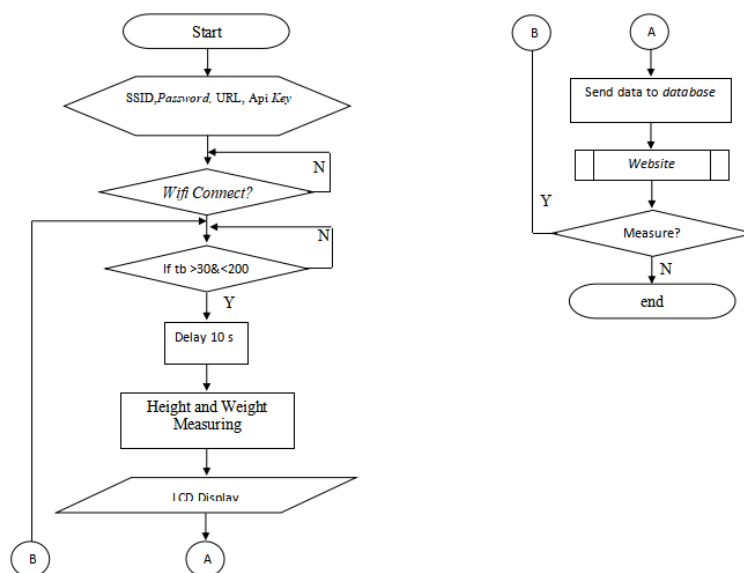 Start
SSID,Password, URL, Api Key
N
Wifi Connect?
N
If tb >30&<200
Y
Delay 10 s
Height and Weight
Measuring
LCD Display
B
A
B
A
Send data to database
Website
Y
Measure?
N
end